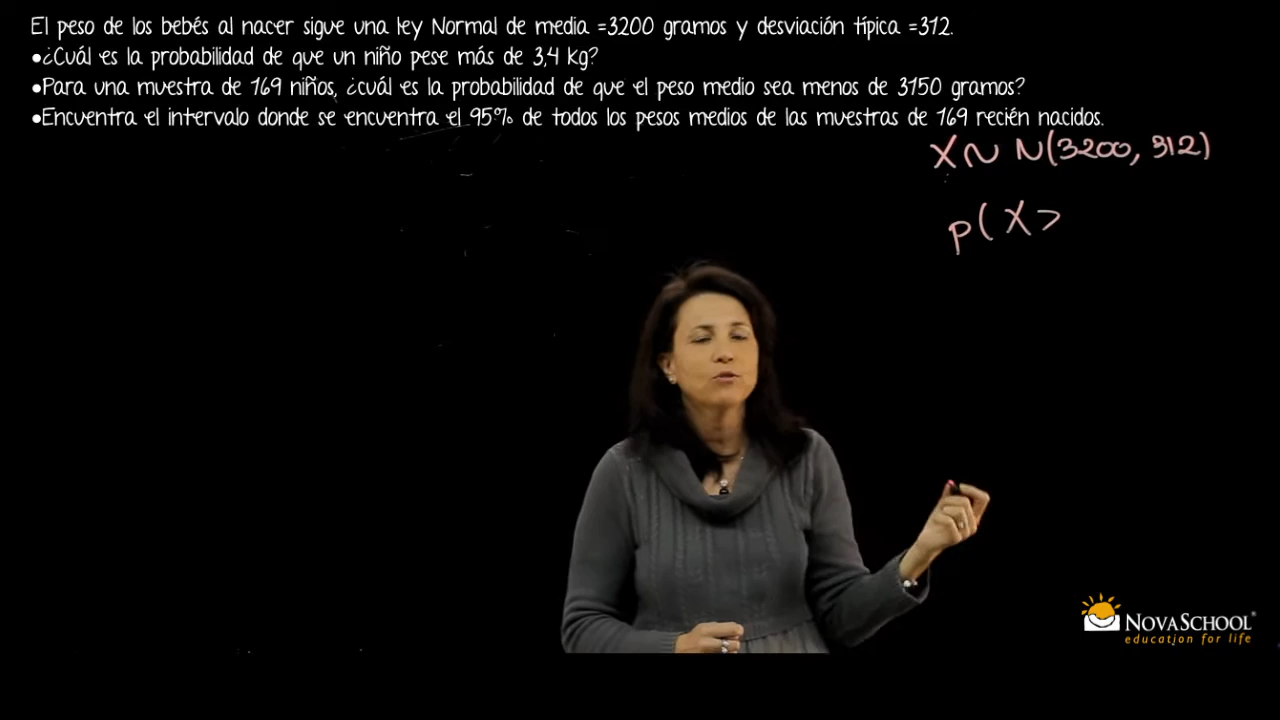 El peso de los bebés al nacer sigue una ley Normal de media =3200 gramos y desviación típica =312.
•¿Cuál es la probabilidad de que un niño pese más de 3,4 kg?
•Para una muestra de 169 niños, ¿cuál es la probabilidad de que el peso medio sea menos de 3150 gramos?
•Encuentra el intervalo donde se encuentra el 95% de todos los pesos medios de las muestras de 169 recién nacidos.
X ~ N(3200, 312)
p( X >
NOVASCHOOL®
education for life